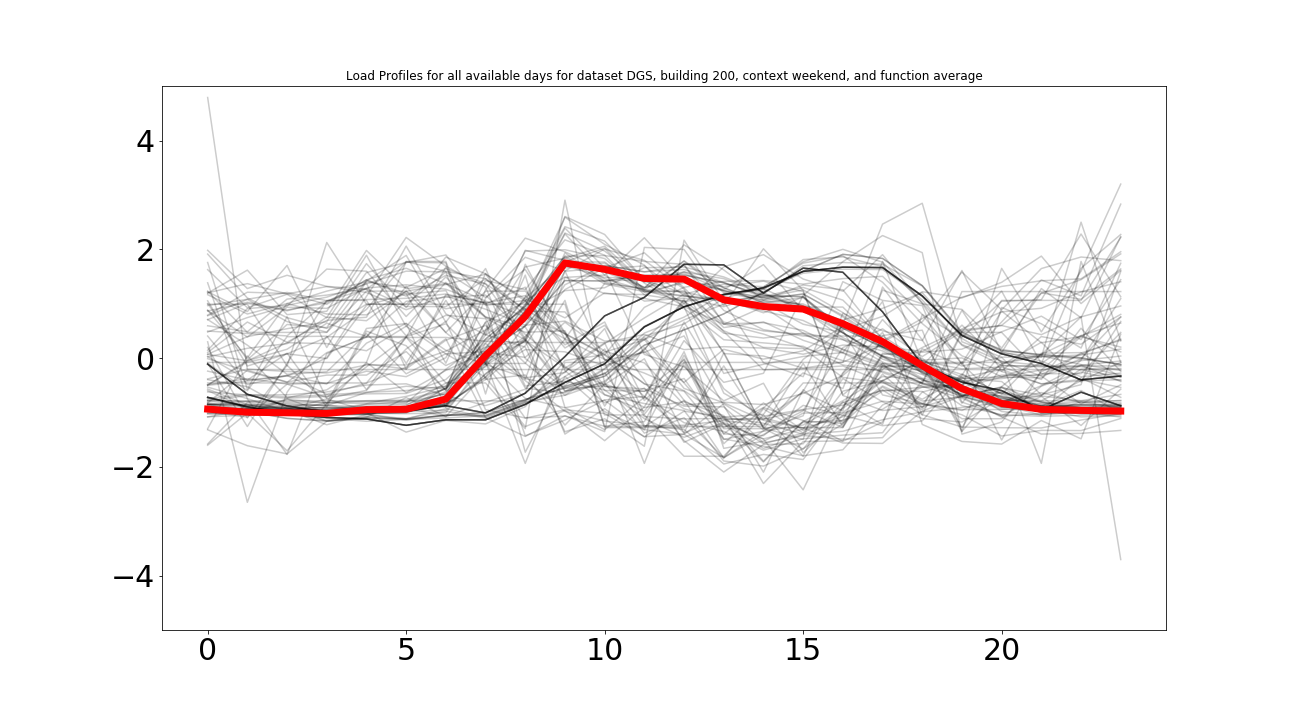 Load Profiles for all available days for dataset DGS, building 200, context weekend, and function average
4
2
0
−2
−4
0 5 10 15 20